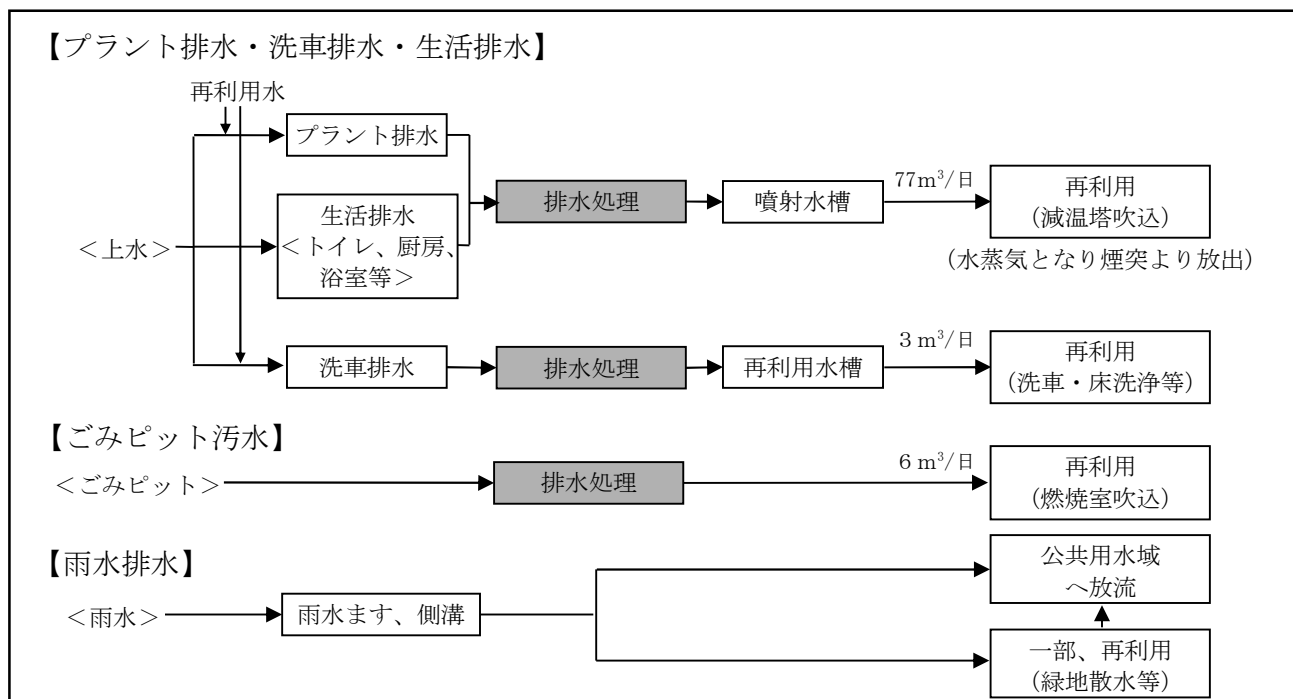 【プラント排水・洗車排水・生活排水】
再利用水
プラント排水
生活排水
＜トイレ、厨房、
浴室等＞
＜上水＞
排水処理
噴射水槽
77m³/日
再利用
（減温塔吹込）
（水蒸気となり煙突より放出）
洗車排水
排水処理
再利用水槽
3 m³/日
再利用
（洗車・床洗浄等）
【ごみピット汚水】
＜ごみピット＞
排水処理
6 m³/日
再利用
（燃焼室吹込）
【雨水排水】
＜雨水＞
雨水ます、側溝
公共用水域
へ放流
一部、再利用
（緑地散水等）